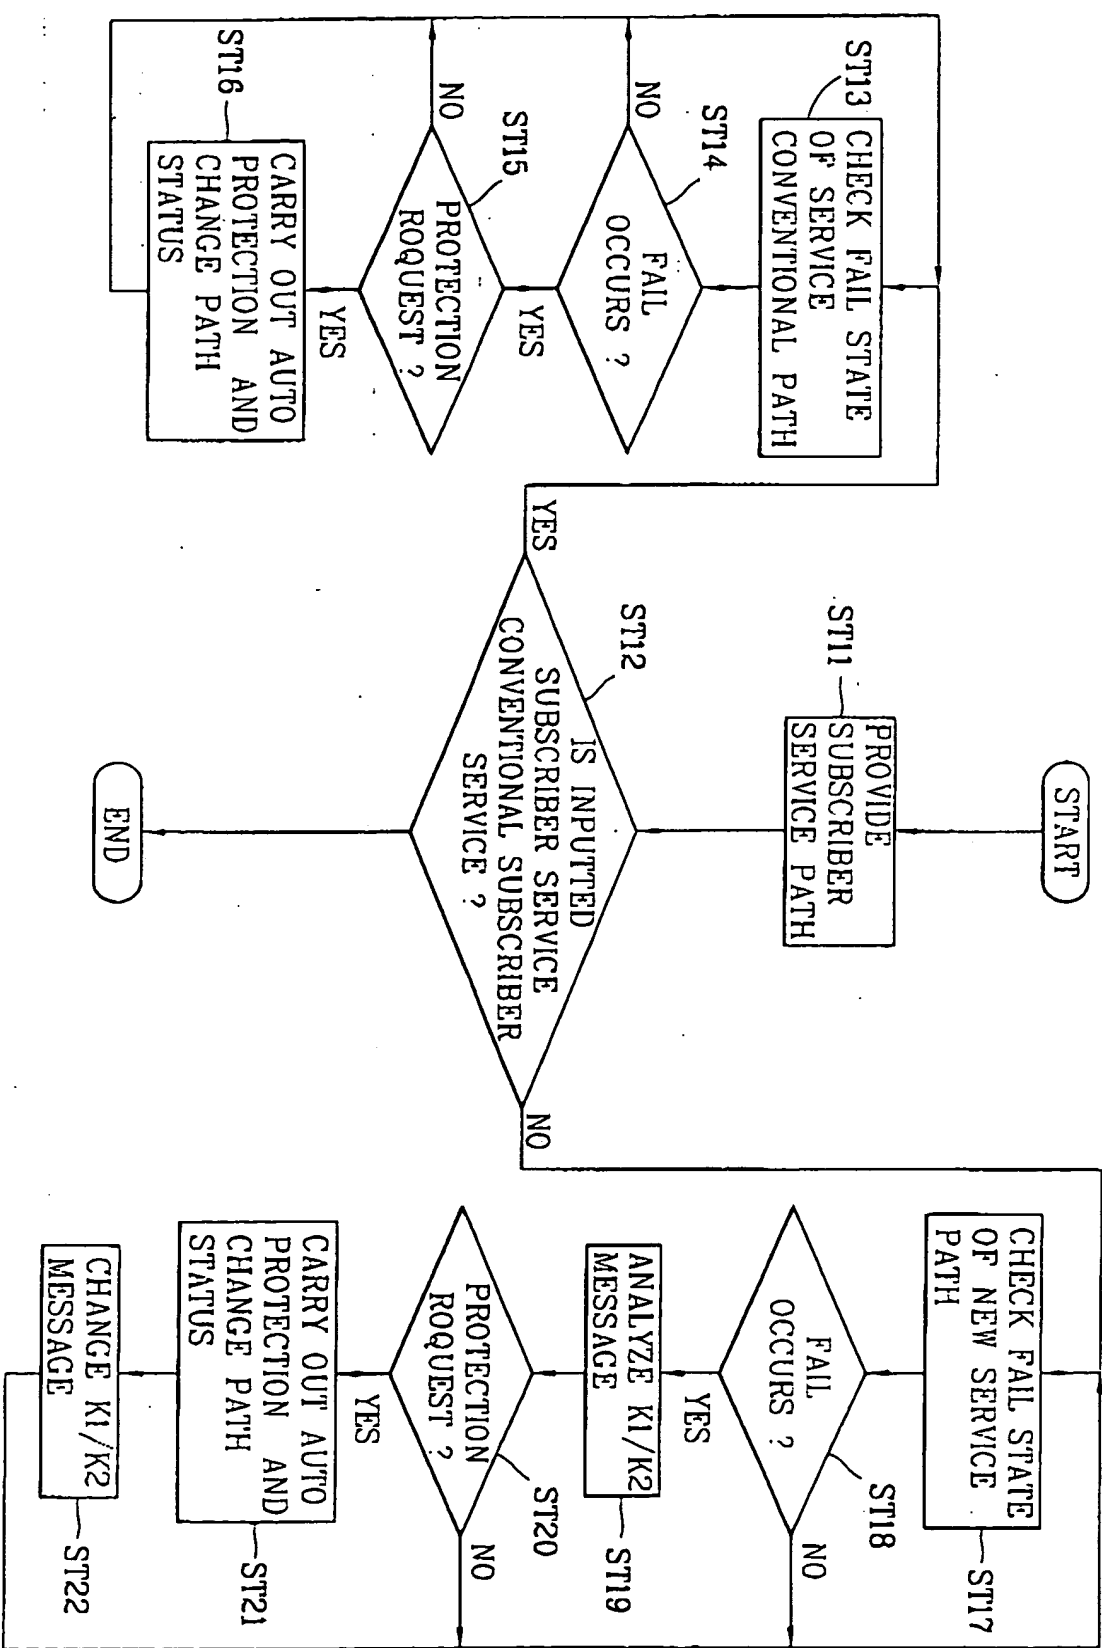 START
ST11
PROVIDE
SUBSCRIBER
SERVICE PATH
ST12
IS INPUTTED
SUBSCRIBER SERVICE
CONVENTIONAL SUBSCRIBER
SERVICE ?
YES
NO
END
ST13
CHECK FAIL STATE
OF SERVICE
CONVENTIONAL PATH
ST14
FAIL
OCCURS ?
NO
YES
ST15
PROTECTION
ROQUEST ?
NO
YES
ST16
CARRY OUT AUTO
PROTECTION AND
CHANGE PATH
STATUS
CHECK FAIL STATE
OF NEW SERVICE
PATH
ST17
FAIL
OCCURS ?
ST18
NO
YES
ANALYZE K1/K2
MESSAGE
ST19
PROTECTION
ROQUEST ?
ST20
NO
YES
CARRY OUT AUTO
PROTECTION AND
CHANGE PATH
STATUS
ST21
CHANGE K1/K2
MESSAGE
ST22